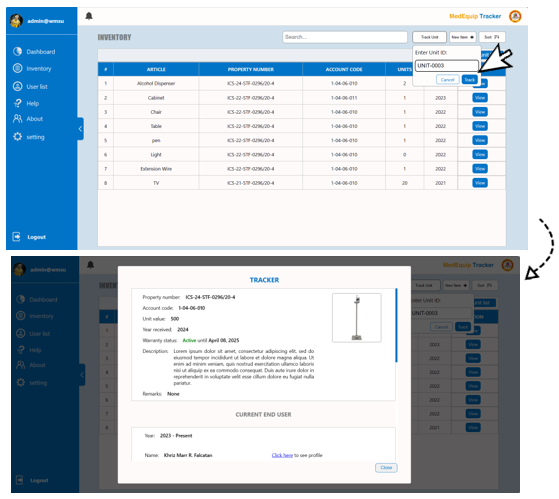 admin@wmsu
MedEquip Tracker
Dashboard
Inventory
User list
Help
About
setting
Logout
INVENTORY
Search...
Track Unit
New Item +
Sort
Enter Unit ID:
UNIT-0003
Cancel
Track
# ARTICLE PROPERTY NUMBER ACCOUNT CODE UNITS
1 Alcohol Dispenser ICS-24-STF-0296/20-4 1-04-06-010 2
2 Cabinet ICS-22-STF-0296/20-4 1-04-06-011 1 2023 View
3 Chair ICS-22-STF-0296/20-4 1-04-06-010 1 2022 View
4 Table ICS-22-STF-0296/20-4 1-04-06-010 1 2022 View
5 pen ICS-22-STF-0296/20-4 1-04-06-010 1 2022 View
6 Light ICS-22-STF-0296/20-4 1-04-06-010 0 2022 View
7 Extension Wire ICS-22-STF-0296/20-4 1-04-06-010 1 2022 View
8 TV ICS-21-STF-0296/20-4 1-04-06-010 20 2021 View
admin@wmsu
MedEquip Tracker
Dashboard
Inventory
User list
Help
About
setting
Logout
Track Unit
New Item +
Sort
Enter Unit ID:
UNIT-0003
Cancel
Track
TRACKER
Property number: ICS-24-STF-0296/20-4
Account code: 1-04-06-010
Unit value: 500
Year received: 2024
Warranty status: Active until April 08, 2025
Description: Lorem ipsum dolor sit amet, consectetur adipiscing elit, sed do
eiusmod tempor incididunt ut labore et dolore magna aliqua. Ut
enim ad minim veniam, quis nostrud exercitation ullamco laboris
nisi ut aliquip ex ea commodo consequat. Duis aute irure dolor in
reprehenderit in voluptate velit esse cillum dolore eu fugiat nulla
pariatur.
Remarks: None
CURRENT END USER
Year: 2023 - Present
Name: Khriz Marr R. Falcatan
Click here to see profile
Close